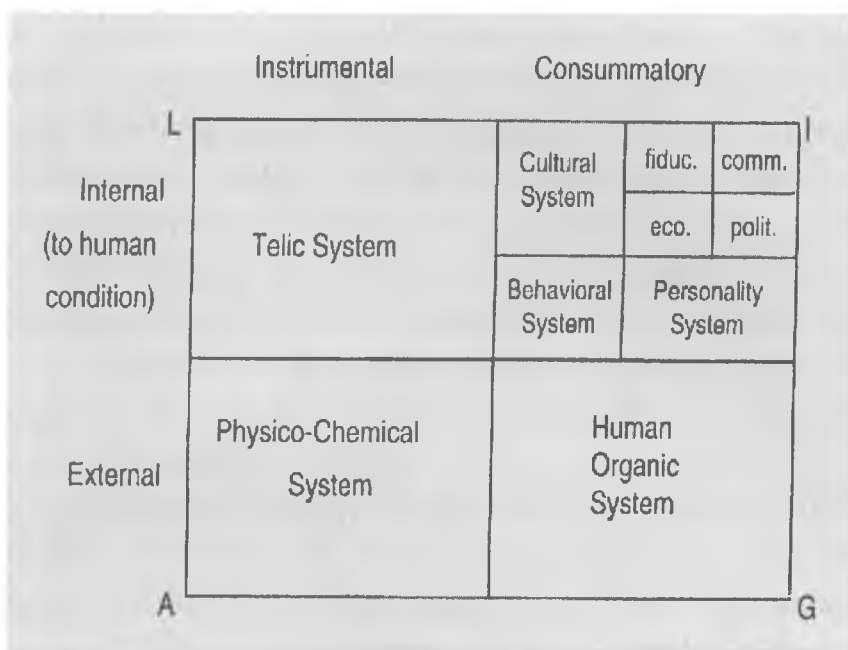 Instrumental Consummatory
L I
Internal
(to human
condition)
Telic System
Cultural
System
fiduc. comm.
eco. polit.
Behavioral
System
Personality
System
External
Physico-Chemical
System
Human
Organic
System
A G